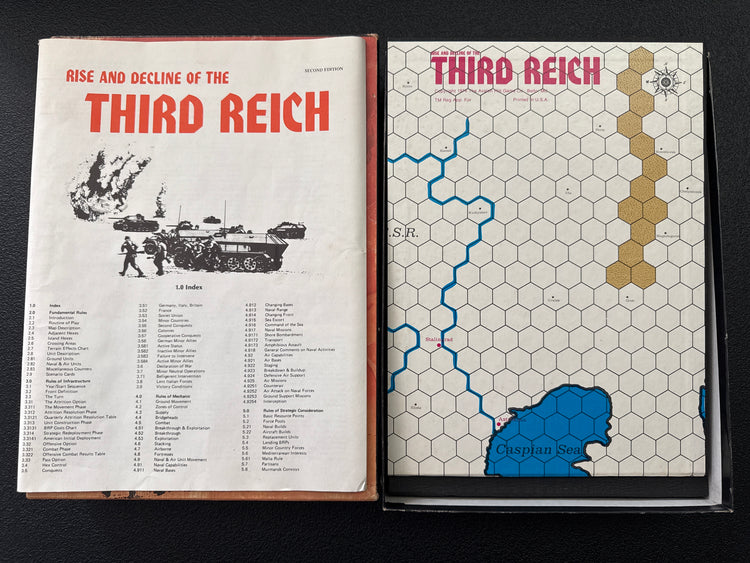 RISE AND DECLINE OF THE
SECOND EDITION
THIRD REICH
1.0 Index
1.0 Index
2.0 Fundamental Rules
2.1 Introduction
2.2 Routine of Play
2.3 Map Description
2.4 Adjacent Hexes
2.5 Island Hexes
2.6 Crossing Arrows
2.7 Terrain Effects Chart
2.8 Unit Description
2.81 Ground Units
2.82 Naval & Air Units
2.83 Miscellaneous Counters
2.9 Scenario Cards
3.0 Rules of Infrastructure
3.1 Year/Start Sequence
3.2 Front Definition
3.3 The Turn
3.31 The Attrition Option
3.311 The Movement Phase
3.312 Attrition Resolution Phase
3.3121 Quarterly Attrition Resolution Table
3.313 Unit Construction Phase
3.3131 BRP Costs Chart
3.314 Strategic Redeployment Phase
3.3141 American Initial Deployment
3.32 Offensive Option
3.321 Combat Phase
3.322 Offensive Combat Results Table
3.33 Pass Option
3.4 Hex Control
3.5 Conquests
3.51 Germany, Italy, Britain
3.52 France
3.53 Soviet Union
3.54 Minor Countries
3.55 Second Conquests
3.56 Colonies
3.57 Cooperative Conquests
3.58 German Minor Allies
3.581 Active Status
3.582 Inactive Minor Allies
3.583 Failure to Intervene
3.584 Active Minor Allies
3.6 Declaration of War
3.7 Minor Neutral Operations
3.71 Belligerent Intervention
3.8 Lent Italian Forces
3.9 Victory Conditions
4.0 Rules of Mechanics
4.1 Ground Movement
4.2 Zones of Control
4.3 Supply
4.4 Bridgeheads
4.5 Combat
4.51 Breakthrough & Exploitation
4.52 Breakthrough
4.53 Exploitation
4.6 Stacking
4.7 Airborne
4.8 Fortresses
4.9 Naval & Air Unit Movement
4.91 Naval Capabilities
4.911 Naval Bases
4.912 Changing Bases
4.913 Naval Range
4.914 Changing Front
4.915 Sea Escort
4.916 Command of the Sea
4.917 Naval Missions
4.9171 Shore Bombardment
4.9172 Transport
4.9173 Amphibious Assault
4.918 General Comments on Naval Activities
4.92 Air Capabilities
4.921 Air Bases
4.922 Staging
4.923 Breakdown & Buildup
4.924 Defensive Air Support
4.925 Air Missions
4.9251 Counterair
4.9252 Air Attack on Naval Forces
4.9253 Ground Support Missions
4.9254 Interception
5.0 Rules of Strategic Consideration
5.1 Basic Resource Points
5.2 Force Pools
5.21 Naval Builds
5.22 Aircraft Builds
5.3 Replacement Units
5.4 Lending BRPs
5.5 Minor Country Forces
5.6 Mediterranean Interests
5.61 Malta Rule
5.7 Partisans
5.8 Murmansk Convoys
RISE AND DECLINE OF THE
THIRD REICH
Printed in U.S.A.
.S.R.
Caspian Sea